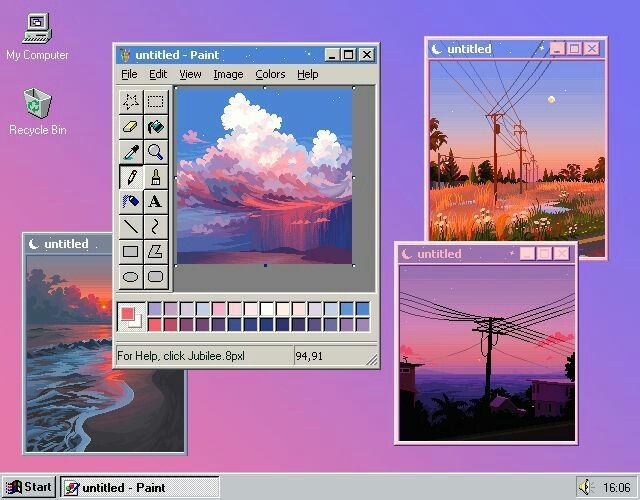 My Computer
Recycle Bin
untitled - Paint
File Edit View Image Colors Help
A
For Help, click Jubilee.8pxl
94,91
untitled
untitled
untitled
Start
untitled - Paint
16:06